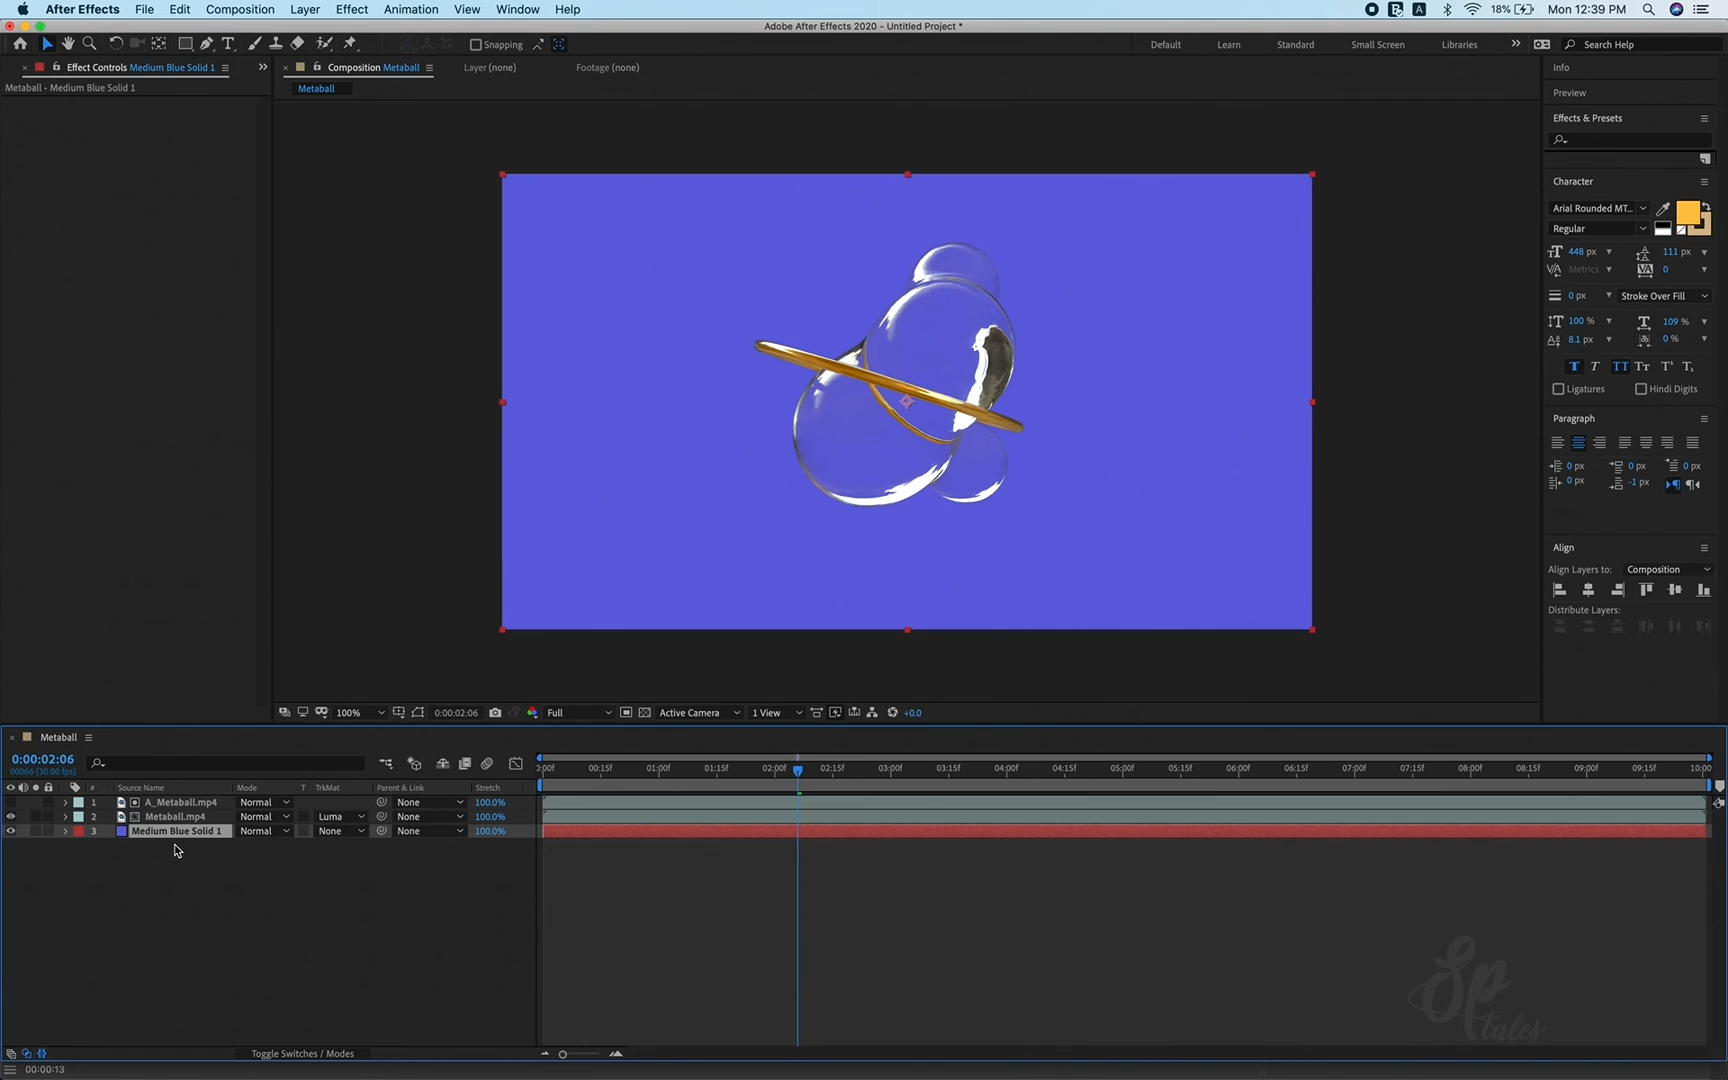 After Effects File Edit Composition Layer Effect Animation View Window Help A 18% Mon 12:39 PM
Adobe After Effects 2020 - Untitled Project *
Snapping Default Learn Standard Small Screen Libraries Search Help
Effect Controls Medium Blue Solid 1 Composition Metaball Layer (none) Footage (none) Info
Metaball • Medium Blue Solid 1 Metaball
Preview
Effects & Presets
Character
Arial Rounded MT...
Regular
448 px 111 px
Metrics 0
0 px Stroke Over Fill
100 % 109 %
8.1 px 0 %
T T TT Tr T¹ T₁
Ligatures Hindi Digits
Paragraph
0 px 0 px 0 px
0 px -1 px
Align
Align Layers to: Composition
Distribute Layers:
100% 0:00:02:06 Full Active Camera 1 View +0.0
Metaball
0:00:02:06
00066 (30.00 fps)
0:00f 00:15f 01:00f 01:15f 02:00f 02:15f 03:00f 03:15f 04:00f 04:15f 05:00f 05:15f 06:00f 06:15f 07:00f 07:15f 08:00f 08:15f 09:00f 09:15f 10:00
# Source Name Mode T TrkMat Parent & Link Stretch
1 A_Metaball.mp4 Normal None 100.0%
2 Metaball.mp4 Normal Luma None 100.0%
3 Medium Blue Solid 1 Normal None None 100.0%
Sp tales
Toggle Switches / Modes
00:00:13